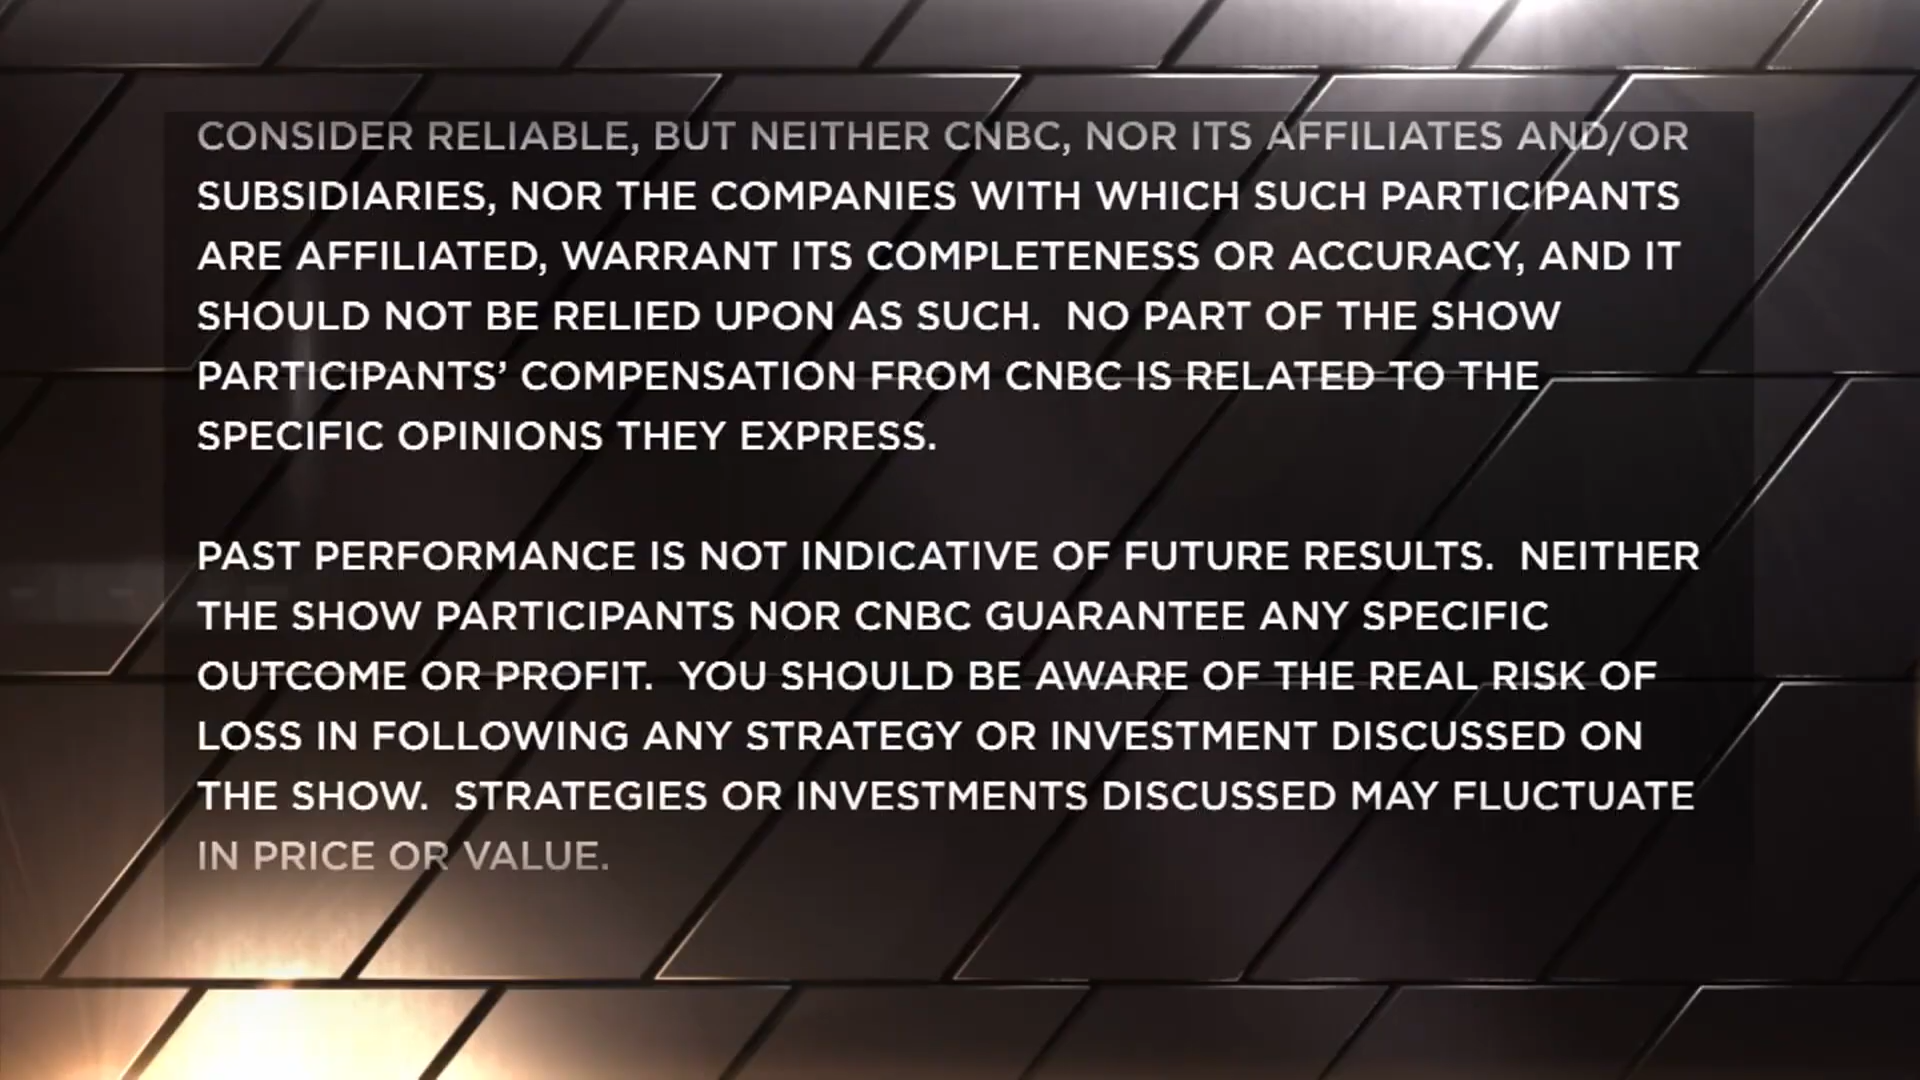 CONSIDER RELIABLE, BUT NEITHER CNBC, NOR ITS AFFILIATES AND/OR
SUBSIDIARIES, NOR THE COMPANIES WITH WHICH SUCH PARTICIPANTS
ARE AFFILIATED, WARRANT ITS COMPLETENESS OR ACCURACY, AND IT
SHOULD NOT BE RELIED UPON AS SUCH.  NO PART OF THE SHOW
PARTICIPANTS’ COMPENSATION FROM CNBC IS RELATED TO THE
SPECIFIC OPINIONS THEY EXPRESS.
PAST PERFORMANCE IS NOT INDICATIVE OF FUTURE RESULTS.  NEITHER
THE SHOW PARTICIPANTS NOR CNBC GUARANTEE ANY SPECIFIC
OUTCOME OR PROFIT.  YOU SHOULD BE AWARE OF THE REAL RISK OF
LOSS IN FOLLOWING ANY STRATEGY OR INVESTMENT DISCUSSED ON
THE SHOW.  STRATEGIES OR INVESTMENTS DISCUSSED MAY FLUCTUATE
IN PRICE OR VALUE.